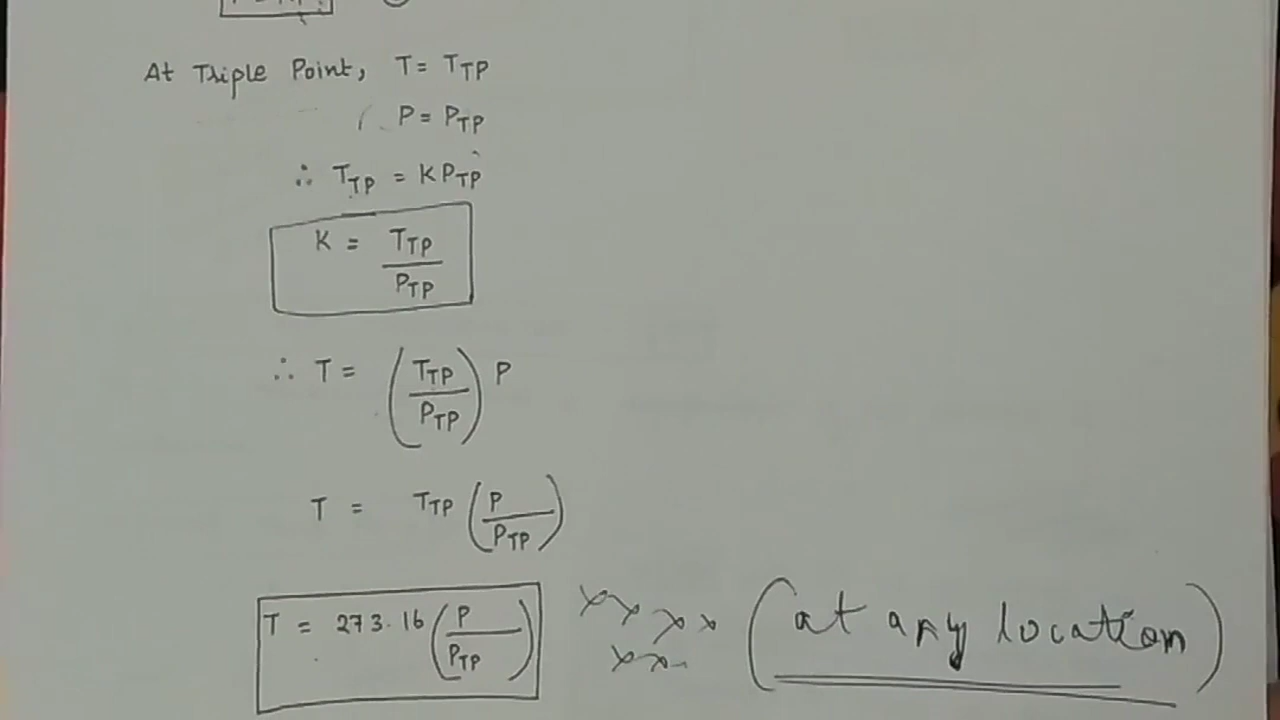 At Triple Point, T = T_TP
P = P_TP
∴ T_TP = K P_TP
K = T_TP / P_TP
∴ T = (T_TP / P_TP) P
T = T_TP (P / P_TP)
T = 273.16 (P / P_TP) (at any location)